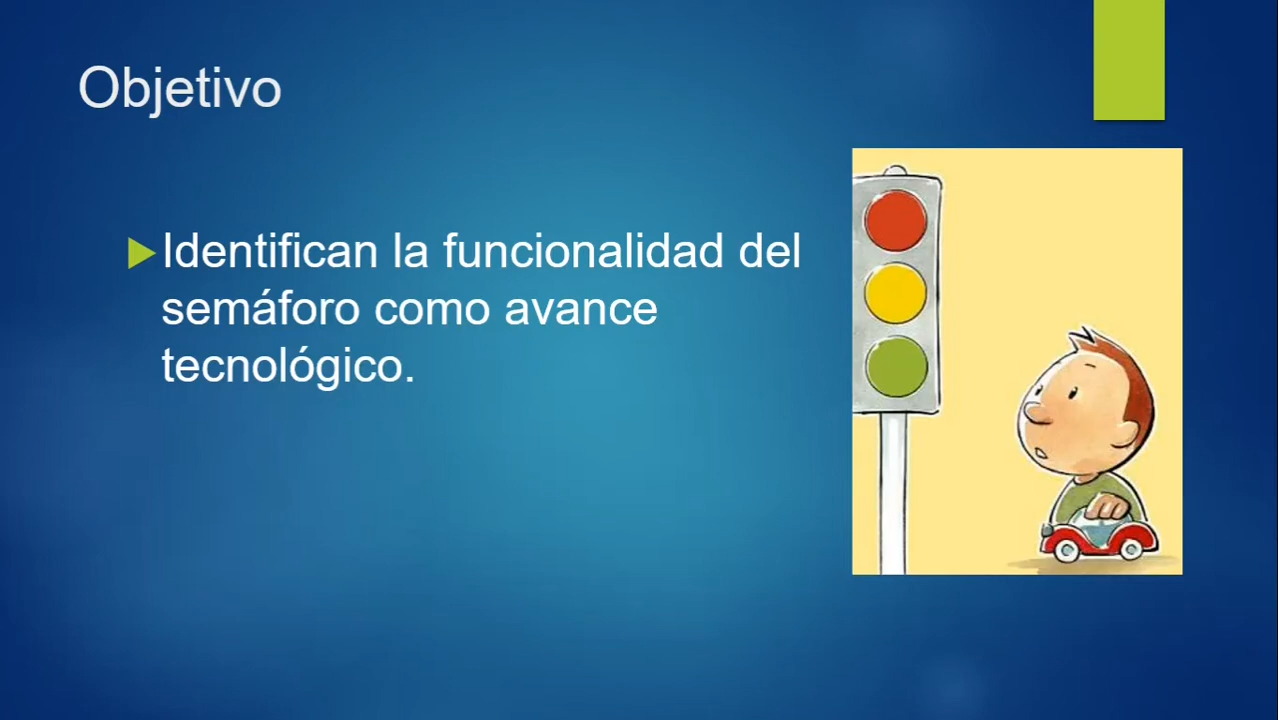 Objetivo
Identifican la funcionalidad del
semáforo como avance
tecnológico.